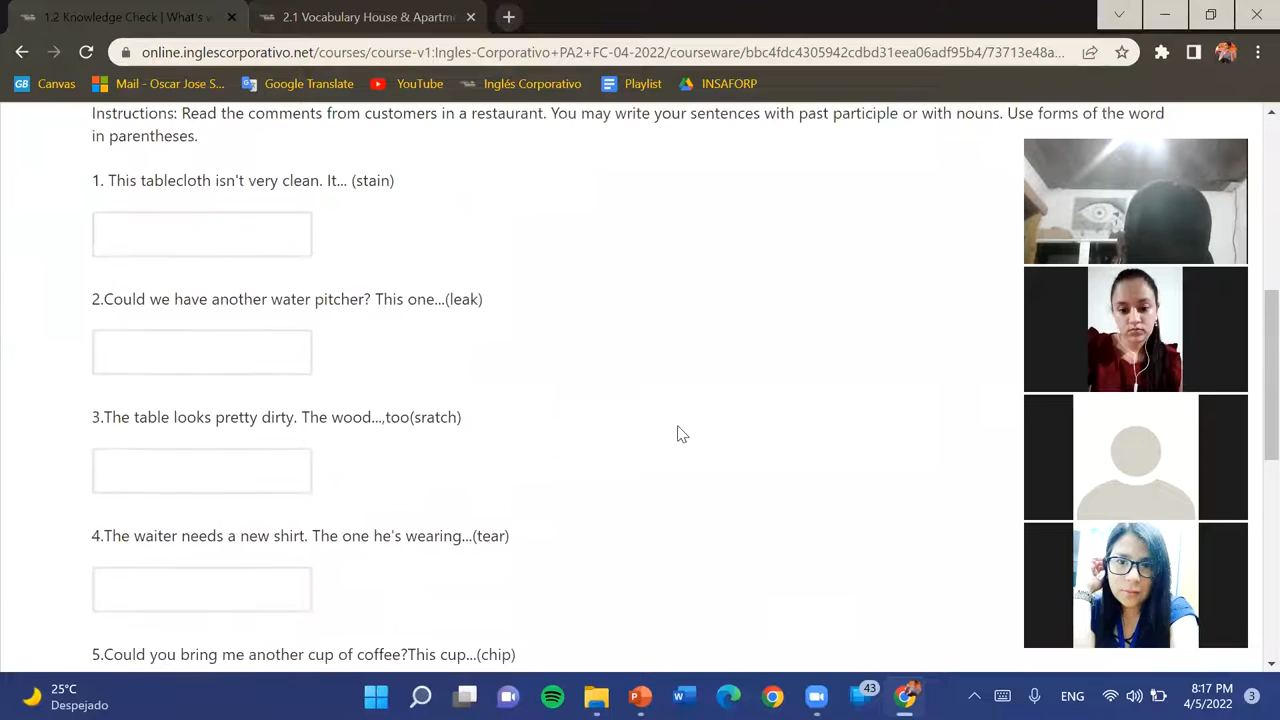 1.2 Knowledge Check | What's w
2.1 Vocabulary House & Apartm
online.inglescorporativo.net/courses/course-v1:Ingles-Corporativo+PA2+FC-04-2022/courseware/bbc4fdc4305942cdbd31eea06adf95b4/73713e48a...
GB Canvas
Mail - Oscar Jose S...
Google Translate
YouTube
Inglés Corporativo
Playlist
INSAFORP
Instructions: Read the comments from customers in a restaurant. You may write your sentences with past participle or with nouns. Use forms of the word
in parentheses.
1. This tablecloth isn't very clean. It... (stain)
2.Could we have another water pitcher? This one...(leak)
3.The table looks pretty dirty. The wood...,too(sratch)
4.The waiter needs a new shirt. The one he's wearing...(tear)
5.Could you bring me another cup of coffee?This cup...(chip)
25°C
Despejado
43
ENG
8:17 PM
4/5/2022
3